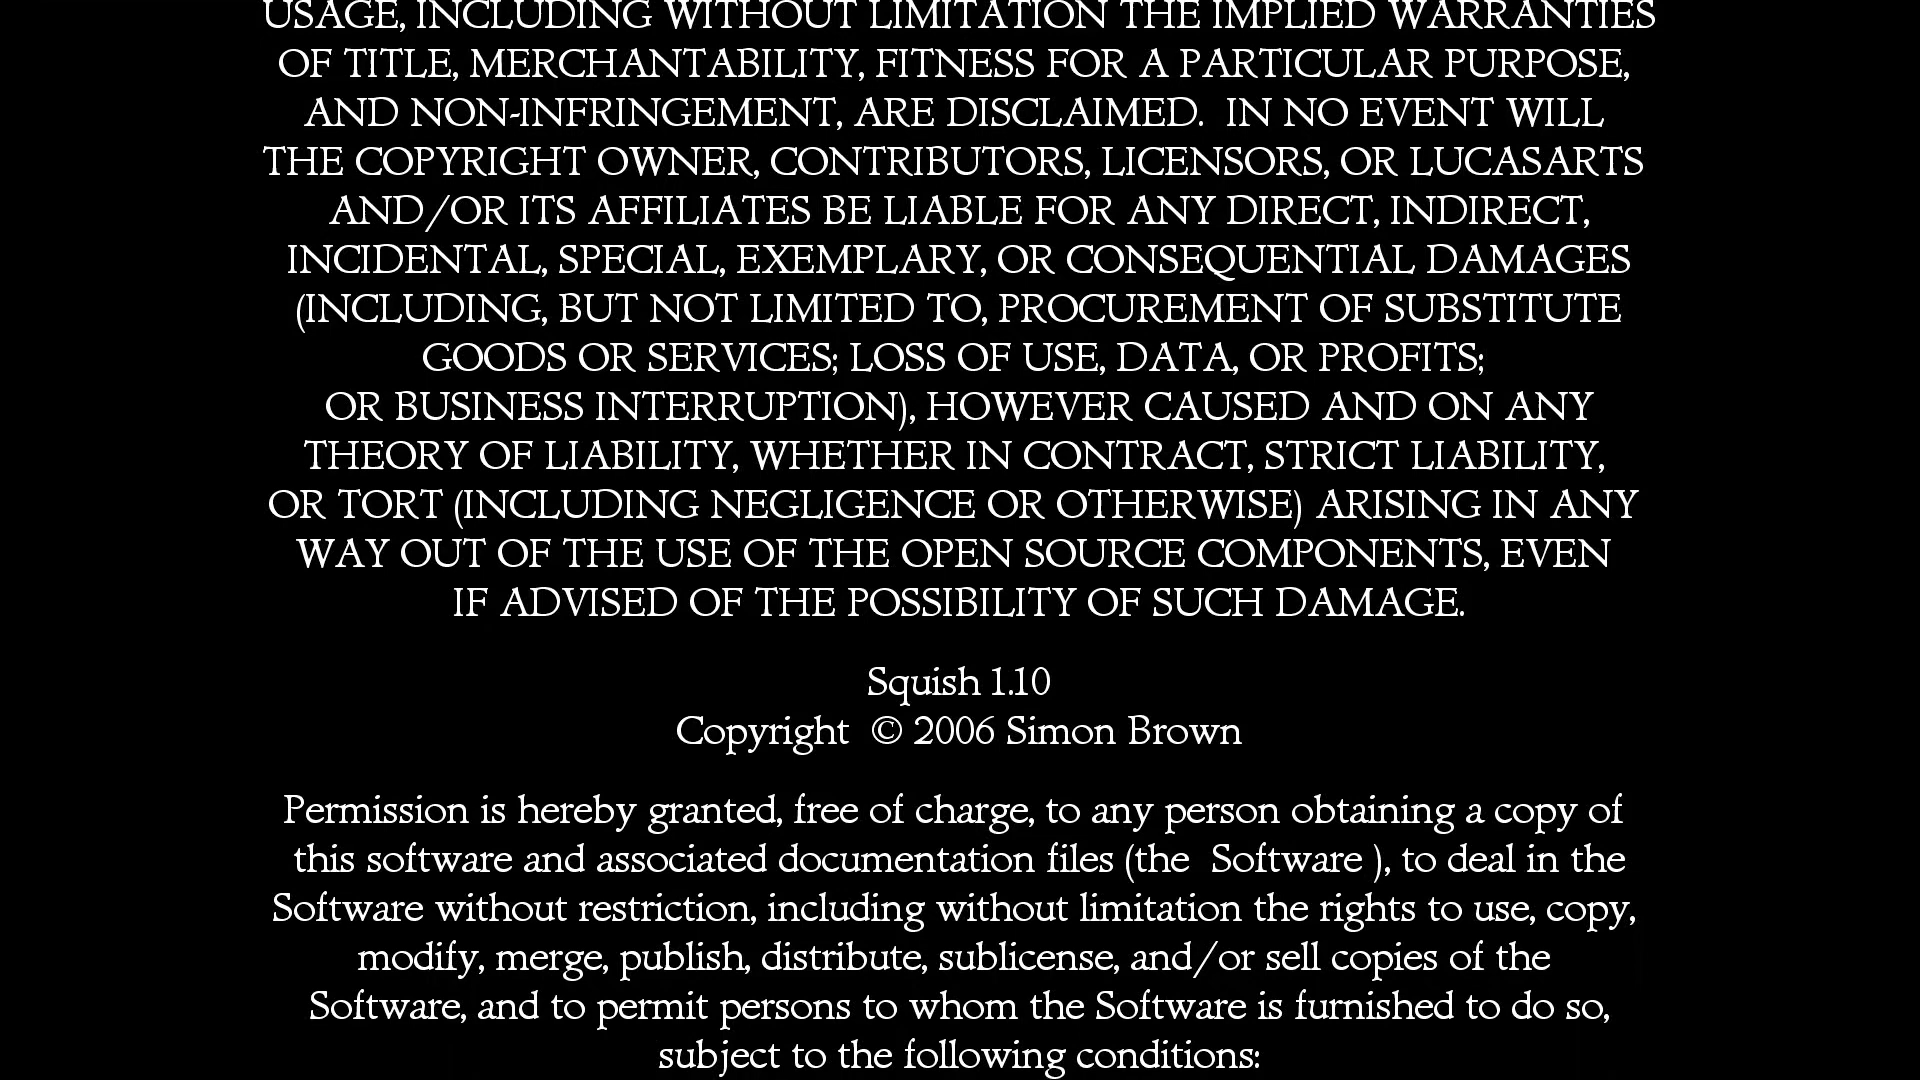 USAGE, INCLUDING WITHOUT LIMITATION THE IMPLIED WARRANTIES
OF TITLE, MERCHANTABILITY, FITNESS FOR A PARTICULAR PURPOSE,
AND NON-INFRINGEMENT, ARE DISCLAIMED.  IN NO EVENT WILL
THE COPYRIGHT OWNER, CONTRIBUTORS, LICENSORS, OR LUCASARTS
AND/OR ITS AFFILIATES BE LIABLE FOR ANY DIRECT, INDIRECT,
INCIDENTAL, SPECIAL, EXEMPLARY, OR CONSEQUENTIAL DAMAGES
(INCLUDING, BUT NOT LIMITED TO, PROCUREMENT OF SUBSTITUTE
GOODS OR SERVICES; LOSS OF USE, DATA, OR PROFITS;
OR BUSINESS INTERRUPTION), HOWEVER CAUSED AND ON ANY
THEORY OF LIABILITY, WHETHER IN CONTRACT, STRICT LIABILITY,
OR TORT (INCLUDING NEGLIGENCE OR OTHERWISE) ARISING IN ANY
WAY OUT OF THE USE OF THE OPEN SOURCE COMPONENTS, EVEN
IF ADVISED OF THE POSSIBILITY OF SUCH DAMAGE.
Squish 1.10
Copyright  © 2006 Simon Brown
Permission is hereby granted, free of charge, to any person obtaining a copy of
this software and associated documentation files (the  Software ), to deal in the
Software without restriction, including without limitation the rights to use, copy,
modify, merge, publish, distribute, sublicense, and/or sell copies of the
Software, and to permit persons to whom the Software is furnished to do so,
subject to the following conditions: